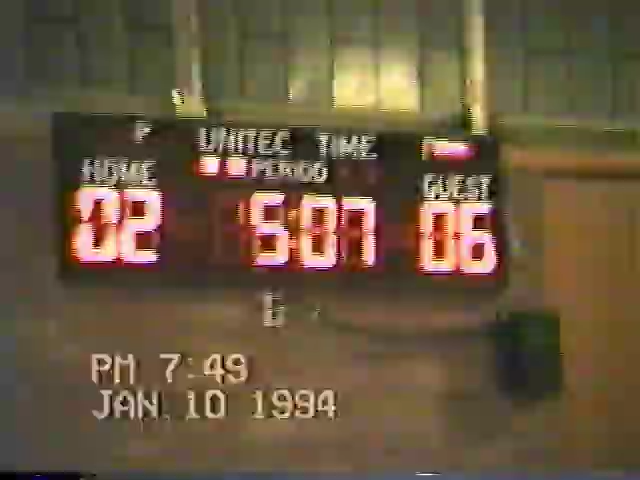 UNITEC TIME
PERIOD
HOME GUEST
02 5:07 06
PM 7:49
JAN. 10 1994